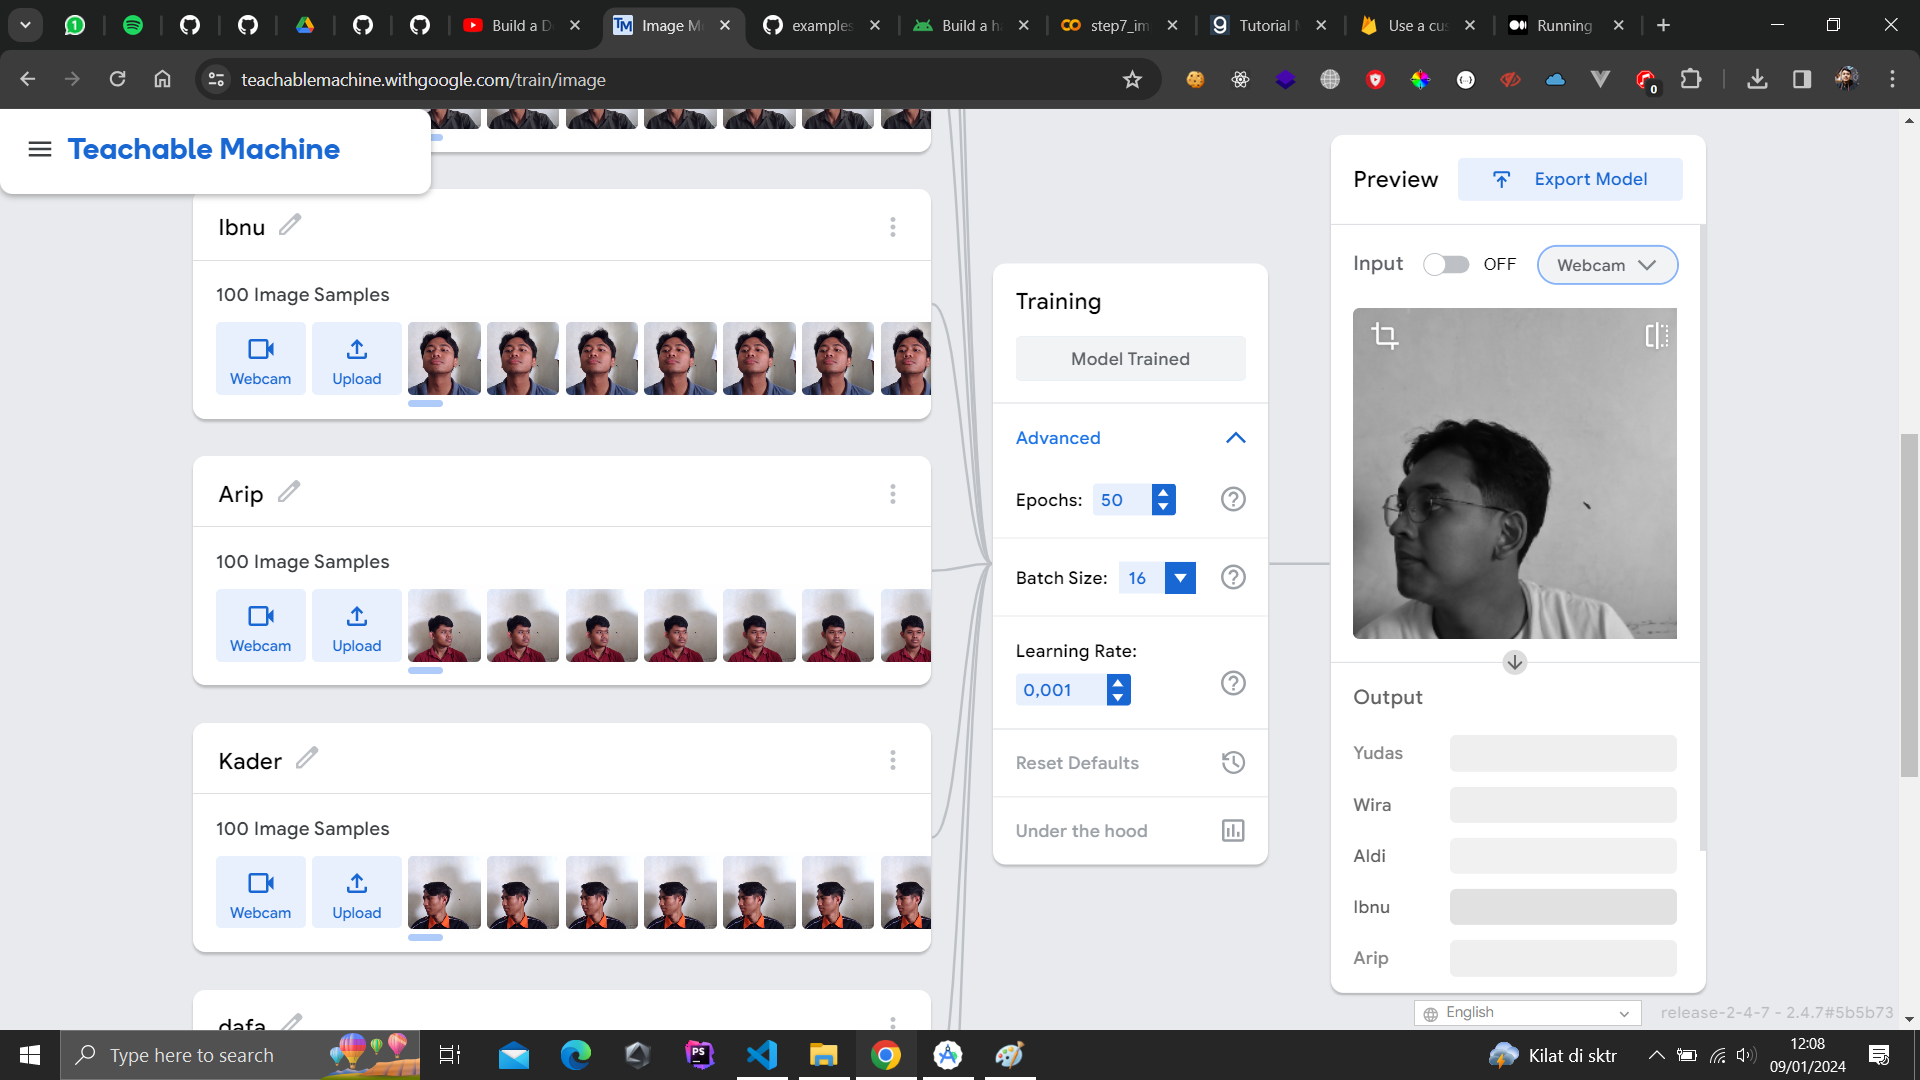 Build a D
Image M
examples
Build a h
step7_im
Tutorial
Use a cus
Running
teachablemachine.withgoogle.com/train/image
0
Teachable Machine
Ibnu
100 Image Samples
Webcam
Upload
Arip
100 Image Samples
Webcam
Upload
Kader
100 Image Samples
Webcam
Upload
dafa
Training
Model Trained
Advanced
Epochs: 50
Batch Size: 16
Learning Rate:
0,001
Reset Defaults
Under the hood
Preview
Export Model
Input OFF Webcam
Output
Yudas
Wira
Aldi
Ibnu
Arip
English
release-2-4-7 - 2.4.7#5b5b73
Type here to search
PS
Kilat di sktr
12:08
09/01/2024